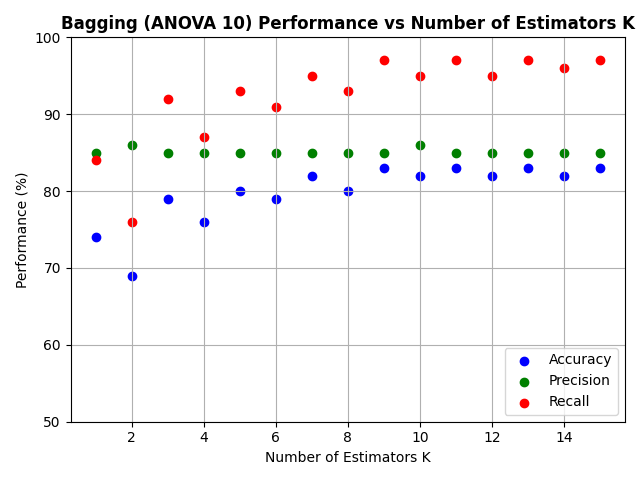 Bagging (ANOVA 10) Performance vs Number of Estimators K
100
90
80
70
60
50
Performance (%)
2 4 6 8 10 12 14
Number of Estimators K
Accuracy
Precision
Recall